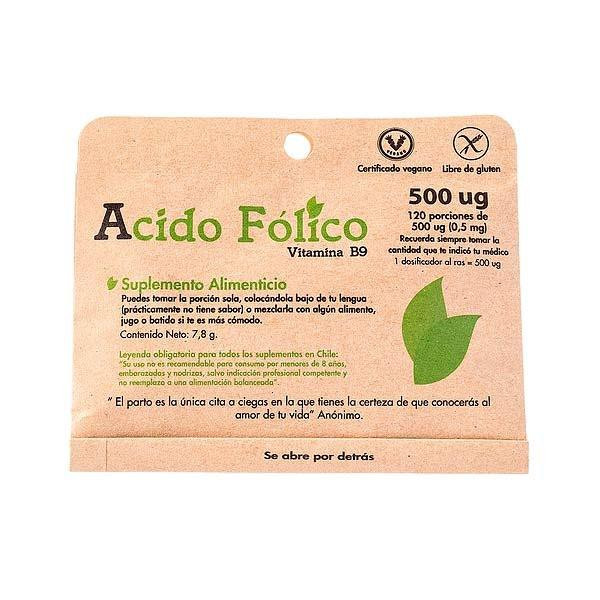 VEGANO
Certificado vegano
Libre de gluten
Acido Fólico
Vitamina B9
500 ug
120 porciones de
500 ug (0,5 mg)
Recuerda siempre tomar la
cantidad que te indicó tu médico
1 dosificador al ras = 500 ug
Suplemento Alimenticio
Puedes tomar la porción sola, colocándola bajo de tu lengua
(prácticamente no tiene sabor) o mezclarla con algún alimento,
jugo o batido si te es más cómodo.
Contenido Neto: 7,8 g.
Leyenda obligatoria para todos los suplementos en Chile:
"Su uso no es recomendable para consumo por menores de 8 años,
embarazadas y nodrizas, salvo indicación profesional competente y
no reemplaza a una alimentación balanceada".
" El parto es la única cita a ciegas en la que tienes la certeza de que conocerás al
amor de tu vida" Anónimo.
Se abre por detrás